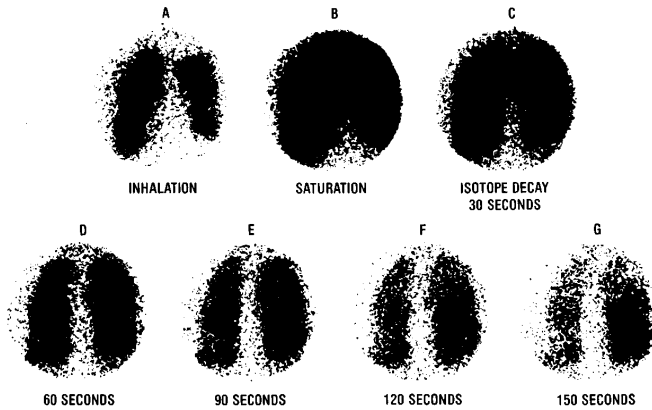 A
B
C
INHALATION
SATURATION
ISOTOPE DECAY
30 SECONDS
D
E
F
G
60 SECONDS
90 SECONDS
120 SECONDS
150 SECONDS